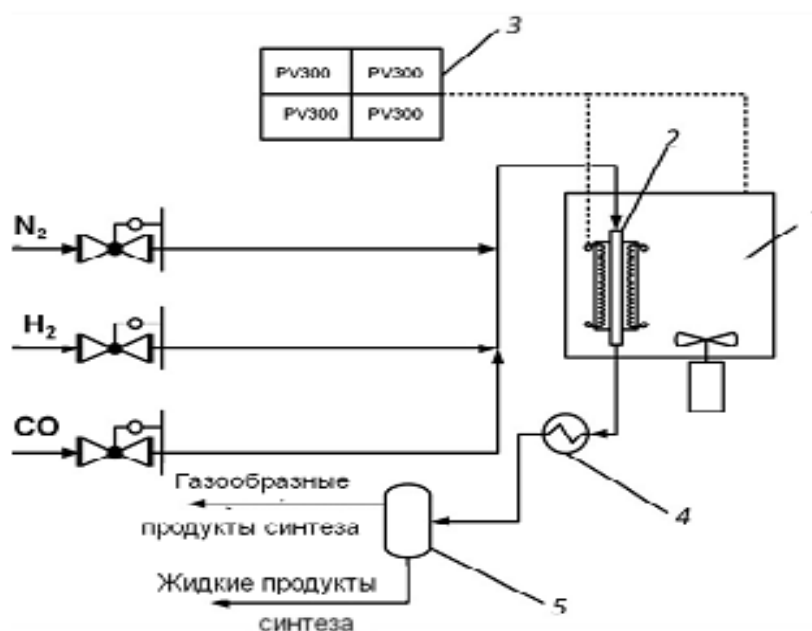 3
PV300 PV300
PV300 PV300
2
N₂
H₂
CO
Газообразные
продукты синтеза
4
Жидкие продукты
синтеза
5